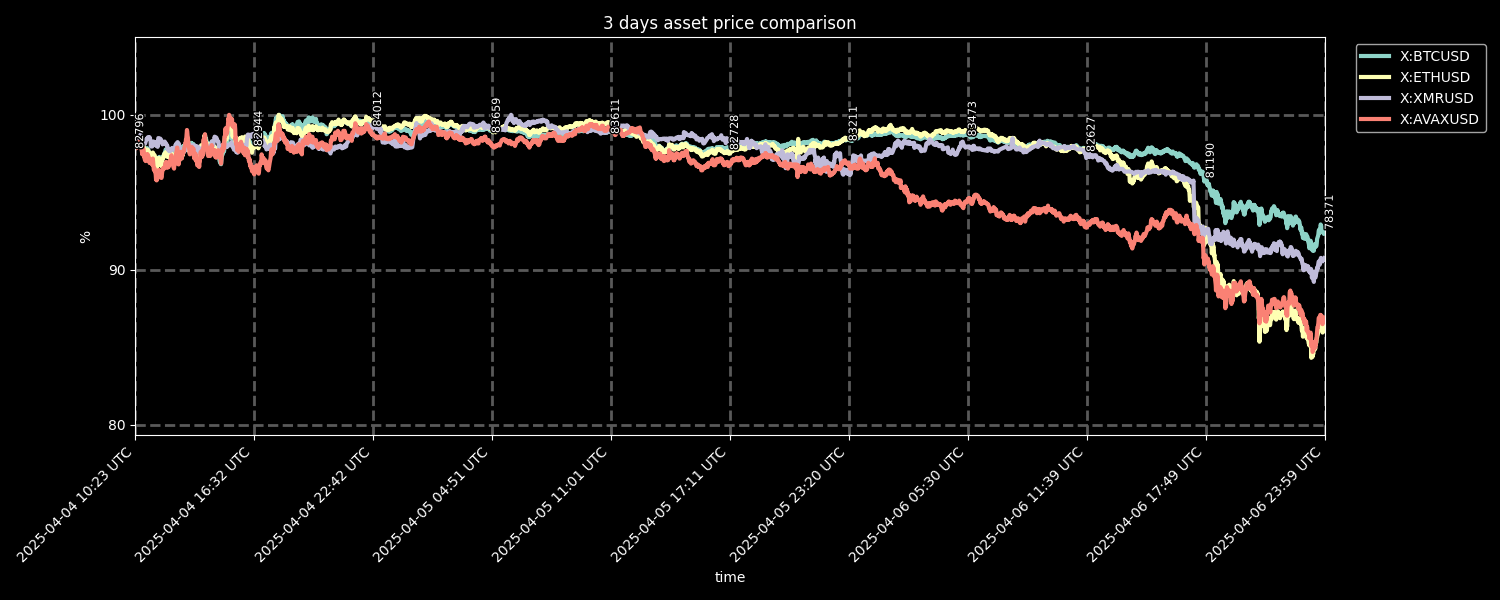 3 days asset price comparison
X:BTCUSD
X:ETHUSD
X:XMRUSD
X:AVAXUSD
%
100
90
80
82796
82944
84012
83659
83611
82728
83211
83473
82627
81190
78371
2025-04-04 10:23 UTC
2025-04-04 16:32 UTC
2025-04-04 22:42 UTC
2025-04-05 04:51 UTC
2025-04-05 11:01 UTC
2025-04-05 17:11 UTC
2025-04-05 23:20 UTC
2025-04-06 05:30 UTC
2025-04-06 11:39 UTC
2025-04-06 17:49 UTC
2025-04-06 23:59 UTC
time